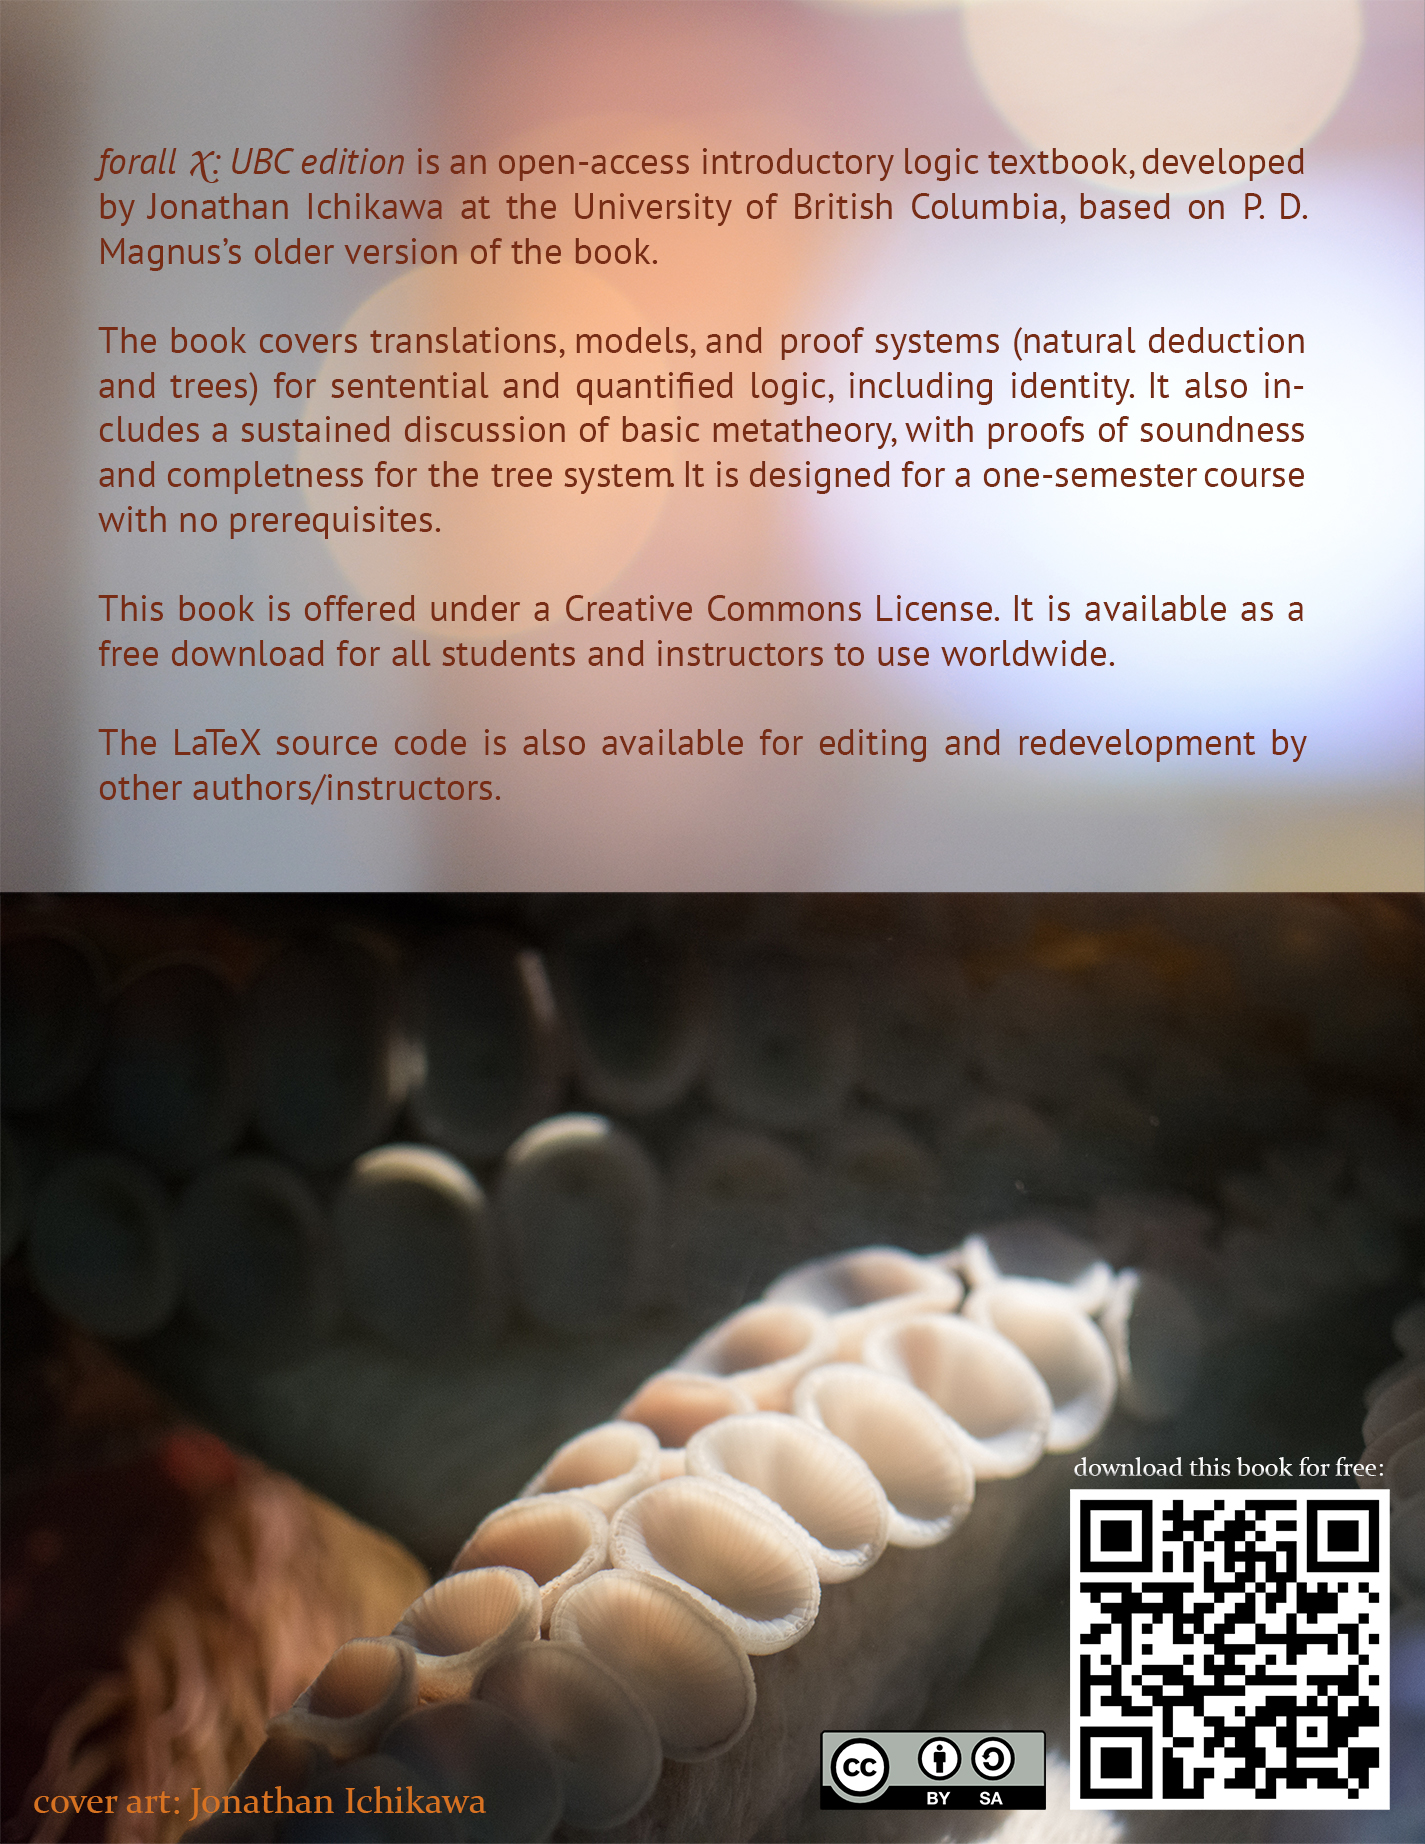 forall χ: UBC edition is an open-access introductory logic textbook, developed
by Jonathan Ichikawa at the University of British Columbia, based on P. D.
Magnus’s older version of the book.
The book covers translations, models, and proof systems (natural deduction
and trees) for sentential and quantified logic, including identity. It also in-
cludes a sustained discussion of basic metatheory, with proofs of soundness
and completness for the tree system. It is designed for a one-semester course
with no prerequisites.
This book is offered under a Creative Commons License. It is available as a
free download for all students and instructors to use worldwide.
The LaTeX source code is also available for editing and redevelopment by
other authors/instructors.
download this book for free:
cc
BY SA
cover art: Jonathan Ichikawa